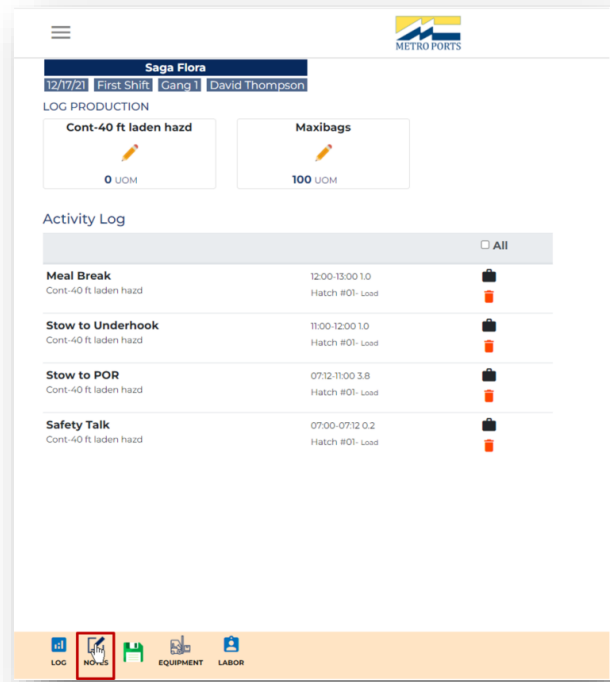 METRO PORTS
Saga Flora
12/17/21 First Shift Gang 1 David Thompson
LOG PRODUCTION
Cont-40 ft laden hazd
0 UOM
Maxibags
100 UOM
Activity Log
All
Meal Break 12:00-13:00 1.0
Cont-40 ft laden hazd Hatch #01- Load
Stow to Underhook 11:00-12:00 1.0
Cont-40 ft laden hazd Hatch #01- Load
Stow to POR 07:12-11:00 3.8
Cont-40 ft laden hazd Hatch #01- Load
Safety Talk 07:00-07:12 0.2
Cont-40 ft laden hazd Hatch #01- Load
LOG NOTES EQUIPMENT LABOR